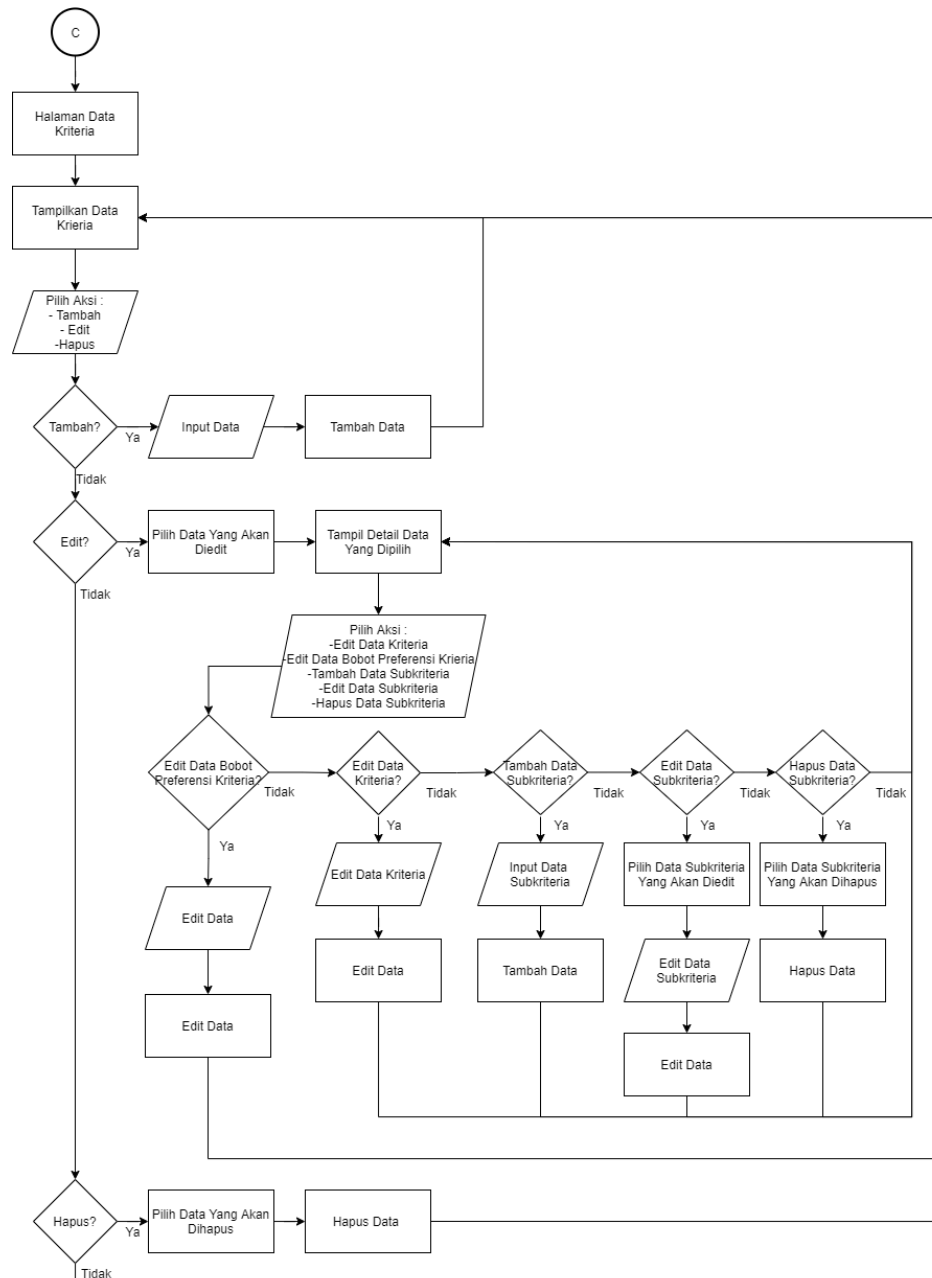 C
Halaman Data
Kriteria
Tampilkan Data
Krieria
Pilih Aksi :
- Tambah
- Edit
-Hapus
Tambah?
Ya
Input Data
Tambah Data
Tidak
Edit?
Ya
Pilih Data Yang Akan
Diedit
Tampil Detail Data
Yang Dipilih
Tidak
Pilih Aksi :
-Edit Data Kriteria
-Edit Data Bobot Preferensi Krieria
-Tambah Data Subkriteria
-Edit Data Subkriteria
-Hapus Data Subkriteria
Edit Data Bobot
Preferensi Kriteria?
Tidak
Edit Data
Kriteria?
Tidak
Tambah Data
Subkriteria?
Tidak
Edit Data
Subkriteria?
Tidak
Hapus Data
Subkriteria?
Tidak
Ya
Ya
Ya
Ya
Ya
Edit Data
Edit Data Kriteria
Input Data
Subkriteria
Pilih Data Subkriteria
Yang Akan Diedit
Pilih Data Subkriteria
Yang Akan Dihapus
Edit Data
Edit Data
Tambah Data
Edit Data
Subkriteria
Hapus Data
Edit Data
Hapus?
Ya
Pilih Data Yang Akan
Dihapus
Hapus Data
Tidak